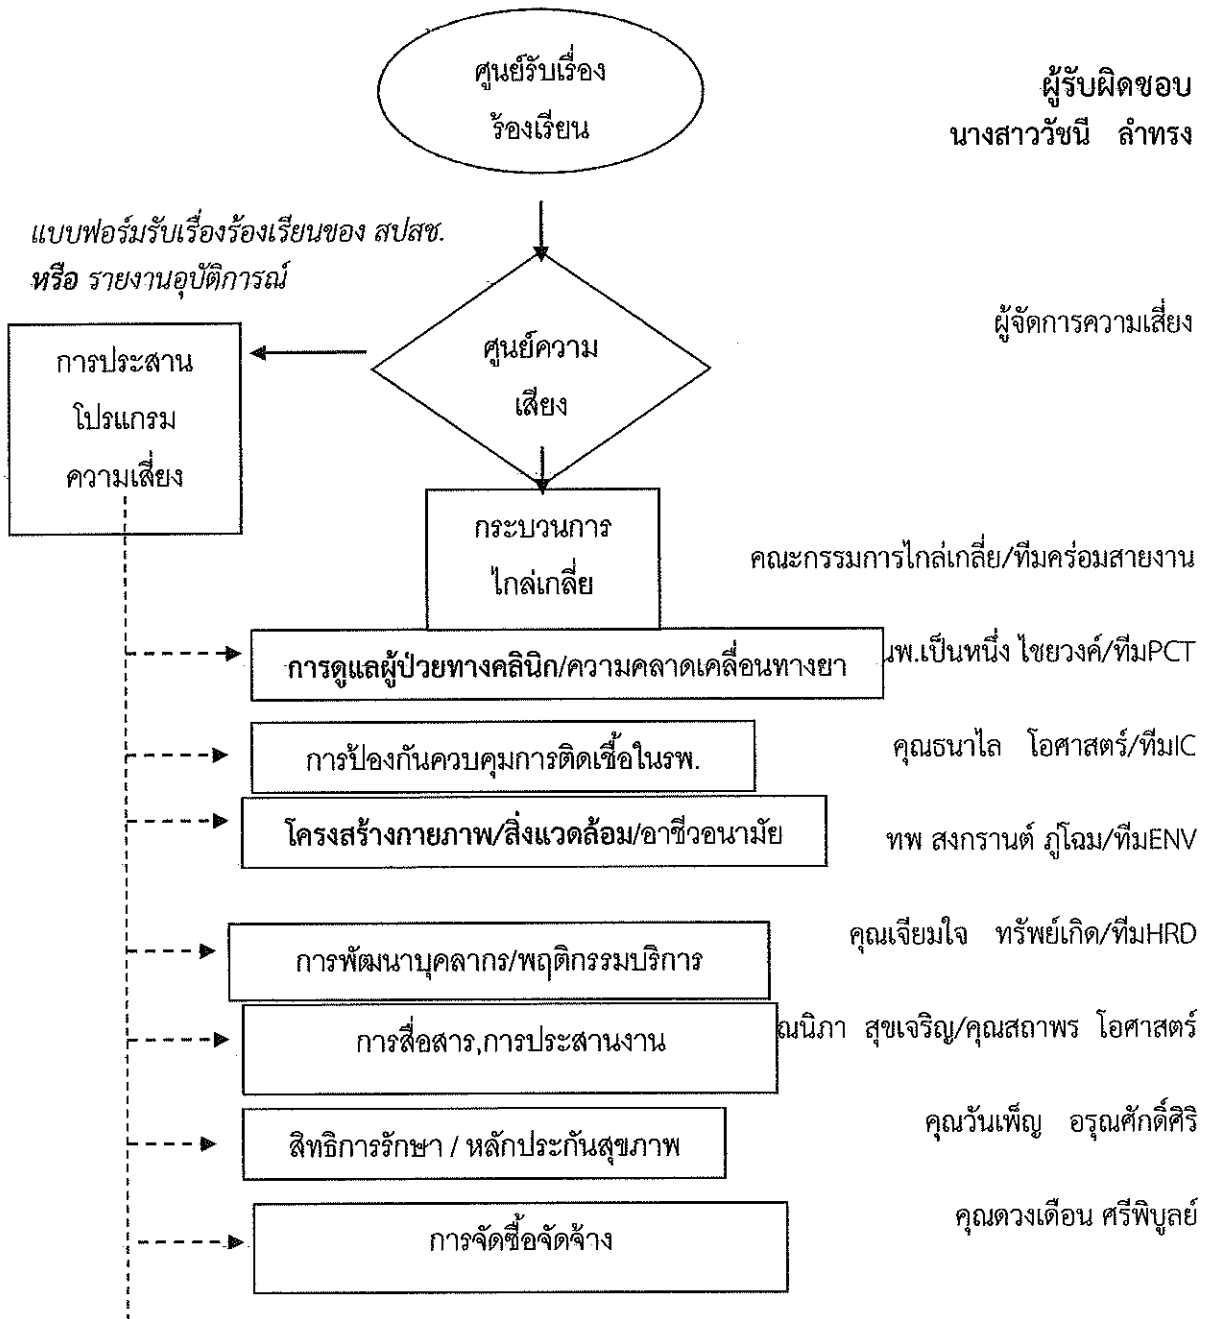 ศูนย์รับเรื่อง
ร้องเรียน
ผู้รับผิดชอบ
นางสาววัชนี ลำทรง
แบบฟอร์มรับเรื่องร้องเรียนของ สปสช.
หรือ รายงานอุบัติการณ์
ผู้จัดการความเสี่ยง
ศูนย์ความ
เสี่ยง
การประสาน
โปรแกรม
ความเสี่ยง
กระบวนการ
ไกล่เกลี่ย
คณะกรรมการไกล่เกลี่ย/ทีมคร่อมสายงาน
การดูแลผู้ป่วยทางคลินิก/ความคลาดเคลื่อนทางยา
นพ.เป็นหนึ่ง ไชยวงค์/ทีมPCT
การป้องกันควบคุมการติดเชื้อในรพ.
คุณธนาไล โอศาสตร์/ทีมIC
โครงสร้างกายภาพ/สิ่งแวดล้อม/อาชีวอนามัย
ทพ สงกรานต์ ภู่โฉม/ทีมENV
การพัฒนาบุคลากร/พฤติกรรมบริการ
คุณเจียมใจ ทรัพย์เกิด/ทีมHRD
การสื่อสาร,การประสานงาน
ณนิภา สุขเจริญ/คุณสถาพร โอศาสตร์
สิทธิการรักษา / หลักประกันสุขภาพ
คุณวันเพ็ญ อรุณศักดิ์ศิริ
การจัดซื้อจัดจ้าง
คุณดวงเดือน ศรีพิบูลย์